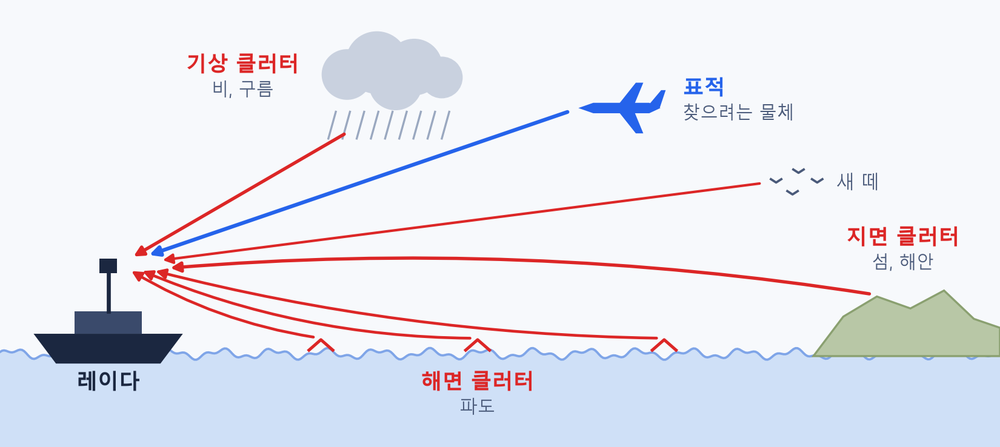 기상 클러터
비, 구름
표적
찾으려는 물체
새 떼
지면 클러터
섬, 해안
레이다
해면 클러터
파도